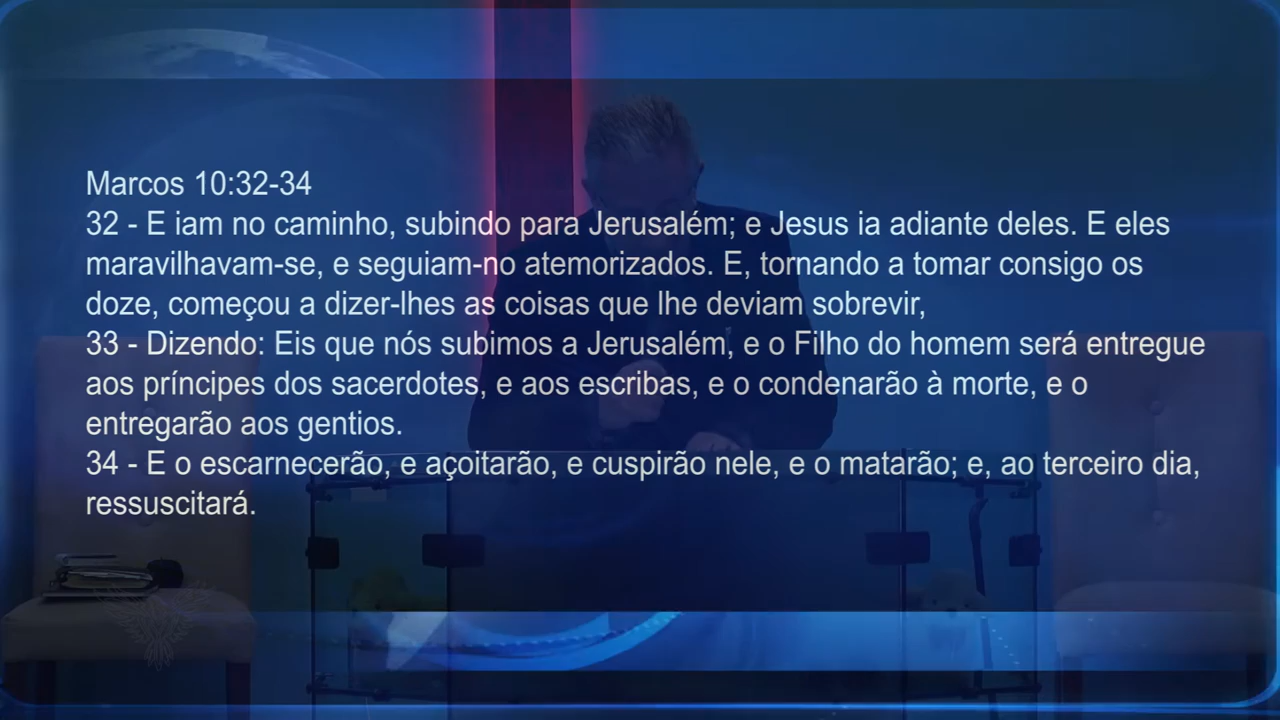 Marcos 10:32-34
32 - E iam no caminho, subindo para Jerusalém; e Jesus ia adiante deles. E eles
maravilhavam-se, e seguiam-no atemorizados. E, tornando a tomar consigo os
doze, começou a dizer-lhes as coisas que lhe deviam sobrevir,
33 - Dizendo: Eis que nós subimos a Jerusalém, e o Filho do homem será entregue
aos príncipes dos sacerdotes, e aos escribas, e o condenarão à morte, e o
entregarão aos gentios.
34 - E o escarnecerão, e açoitarão, e cuspirão nele, e o matarão; e, ao terceiro dia,
ressuscitará.